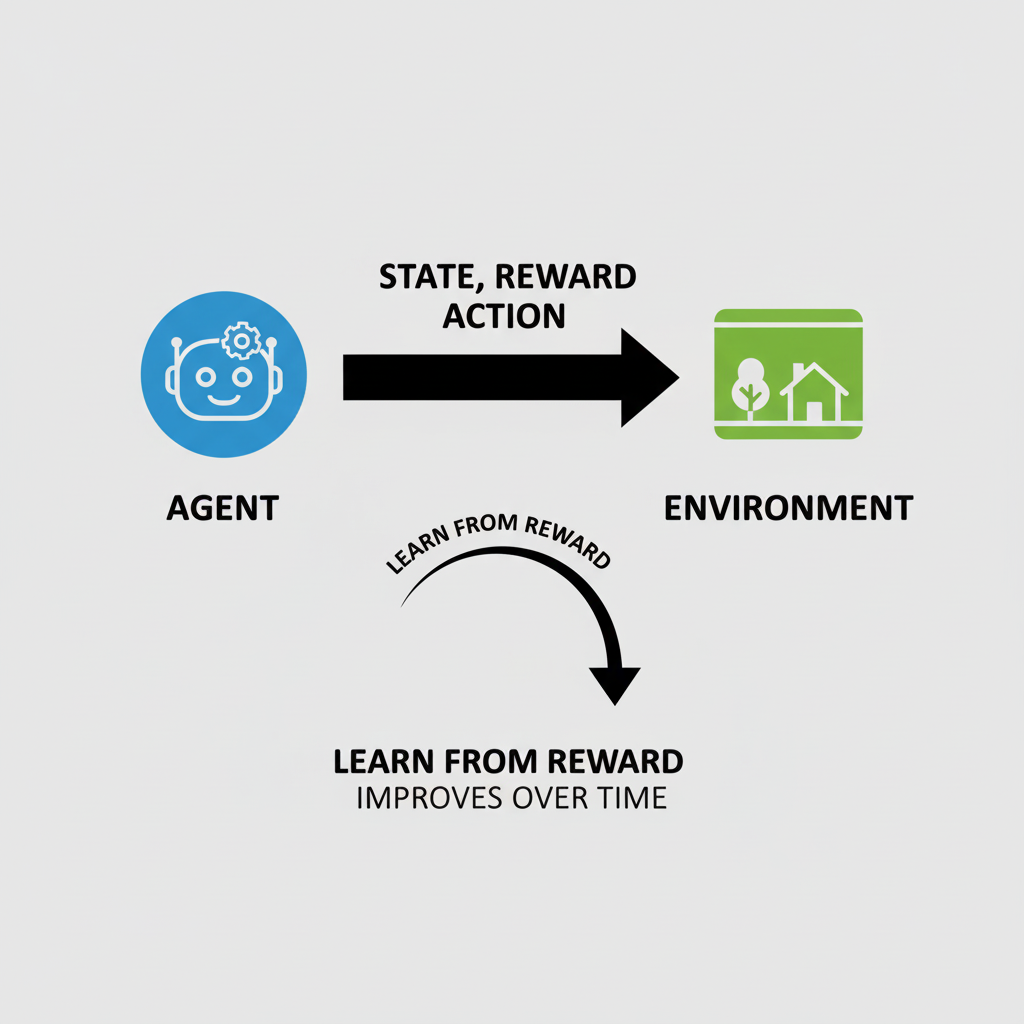 STATE, REWARD
ACTION
AGENT
ENVIRONMENT
LEARN FROM REWARD
LEARN FROM REWARD
IMPROVES OVER TIME